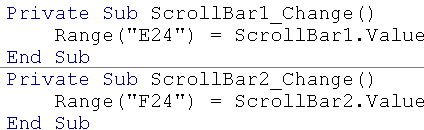 Private Sub ScrollBar1_Change()
    Range("E24") = ScrollBar1.Value
End Sub
Private Sub ScrollBar2_Change()
    Range("F24") = ScrollBar2.Value
End Sub